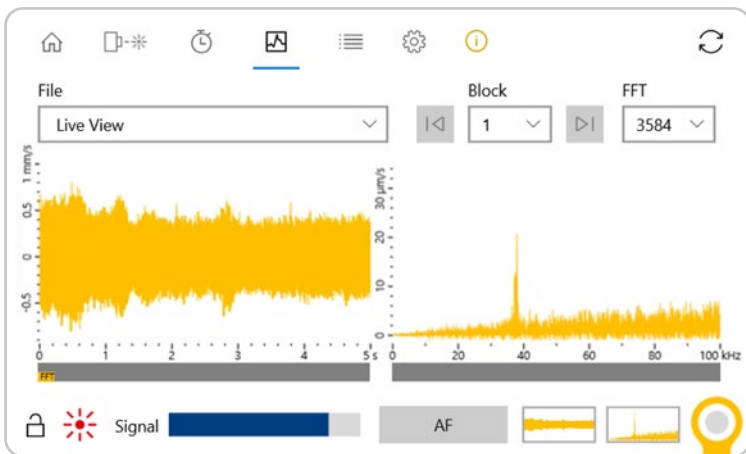 i
File
Block
FFT
Live View
1
3584
1 mm/s
0.5
0
-0.5
30 µm/s
20
10
0
0 1 2 3 4 5 s
0 20 40 60 80 100 kHz
FFT
Signal
AF